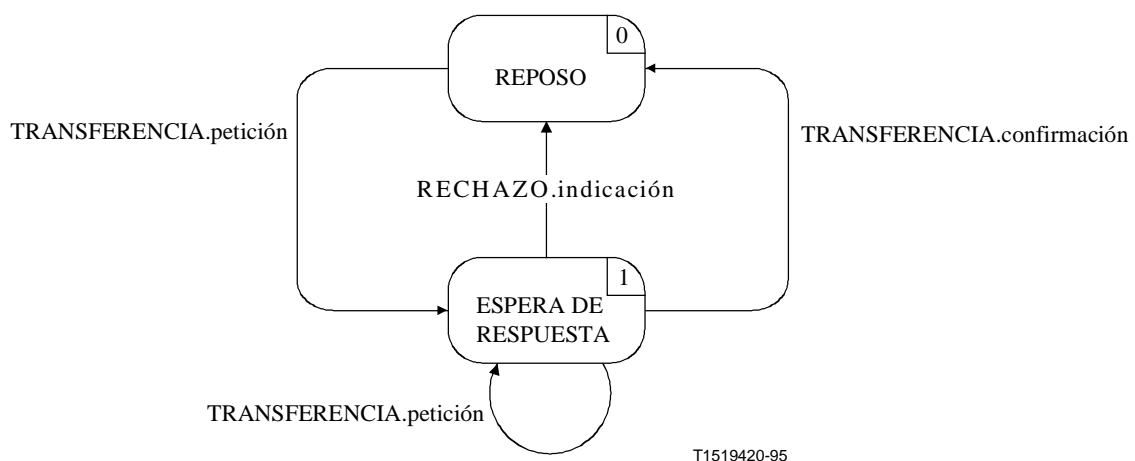 0
REPOSO
TRANSFERENCIA.petición
TRANSFERENCIA.confirmación
RECHAZO.indicación
1
ESPERA DE
RESPUESTA
TRANSFERENCIA.petición
T1519420-95